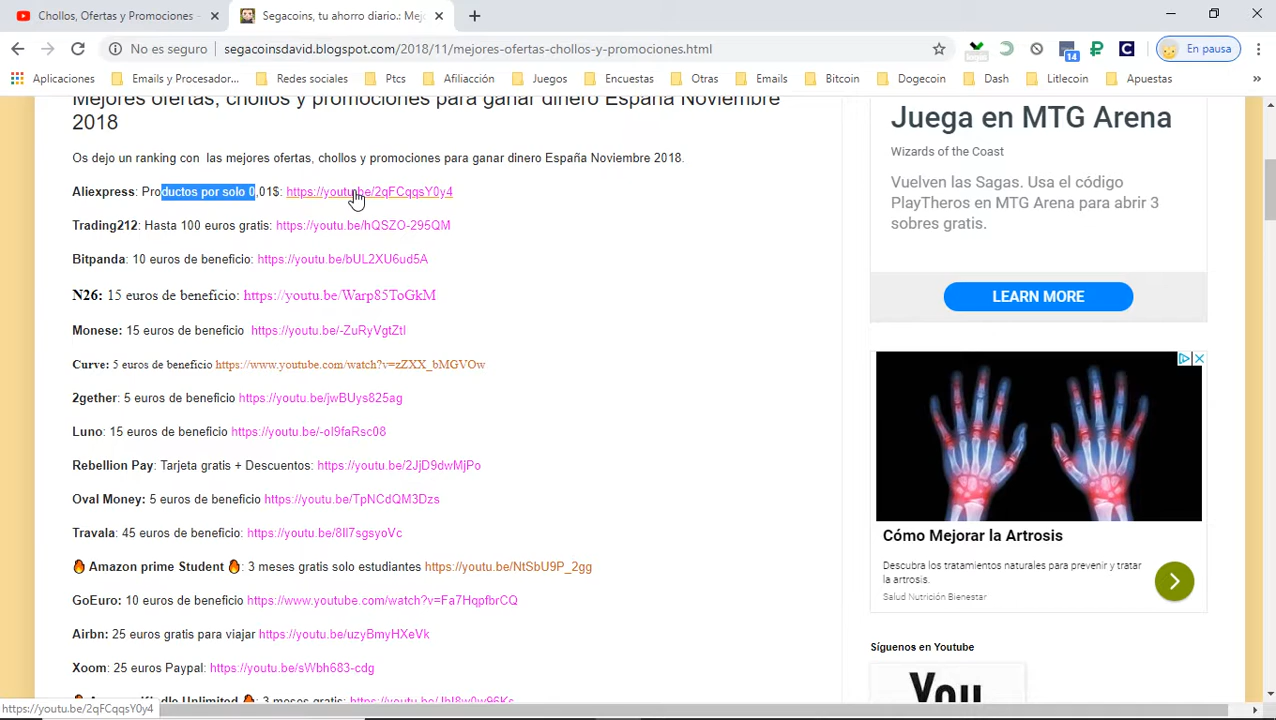 Chollos, Ofertas y Promociones -
Segacoins, tu ahorro diario.: Mej
No es seguro
segacoinsdavid.blogspot.com/2018/11/mejores-ofertas-chollos-y-promociones.html
14
En pausa
Aplicaciones
Emails y Procesador...
Redes sociales
Ptcs
Afiliacción
Juegos
Encuestas
Otras
Emails
Bitcoin
Dogecoin
Dash
Litlecoin
Apuestas
»
Mejores ofertas, chollos y promociones para ganar dinero España Noviembre
2018
Os dejo un ranking con las mejores ofertas, chollos y promociones para ganar dinero España Noviembre 2018.
Aliexpress: Productos por solo 0,01$: https://youtu.be/2qFCqqsY0y4
Trading212: Hasta 100 euros gratis: https://youtu.be/hQSZO-295QM
Bitpanda: 10 euros de beneficio: https://youtu.be/bUL2XU6ud5A
N26: 15 euros de beneficio: https://youtu.be/Warp85ToGkM
Monese: 15 euros de beneficio https://youtu.be/-ZuRyVgtZtI
Curve: 5 euros de beneficio https://www.youtube.com/watch?v=zZXX_bMGVOw
2gether: 5 euros de beneficio https://youtu.be/jwBUys825ag
Luno: 15 euros de beneficio https://youtu.be/-oI9faRsc08
Rebellion Pay: Tarjeta gratis + Descuentos: https://youtu.be/2JjD9dwMjPo
Oval Money: 5 euros de beneficio https://youtu.be/TpNCdQM3Dzs
Travala: 45 euros de beneficio: https://youtu.be/8Il7sgsyoVc
🔥 Amazon prime Student 🔥: 3 meses gratis solo estudiantes https://youtu.be/NtSbU9P_2gg
GoEuro: 10 euros de beneficio https://www.youtube.com/watch?v=Fa7HqpfbrCQ
Airbn: 25 euros gratis para viajar https://youtu.be/uzyBmyHXeVk
Xoom: 25 euros Paypal: https://youtu.be/sWbh683-cdg
Kindle Unlimited 🔥: 3 meses gratis:
Juega en MTG Arena
Wizards of the Coast
Vuelven las Sagas. Usa el código
PlayTheros en MTG Arena para abrir 3
sobres gratis.
LEARN MORE
Cómo Mejorar la Artrosis
Descubra los tratamientos naturales para prevenir y tratar
la artrosis.
Salud Nutrición Bienestar
Síguenos en Youtube
You
https://youtu.be/2qFCqqsY0y4